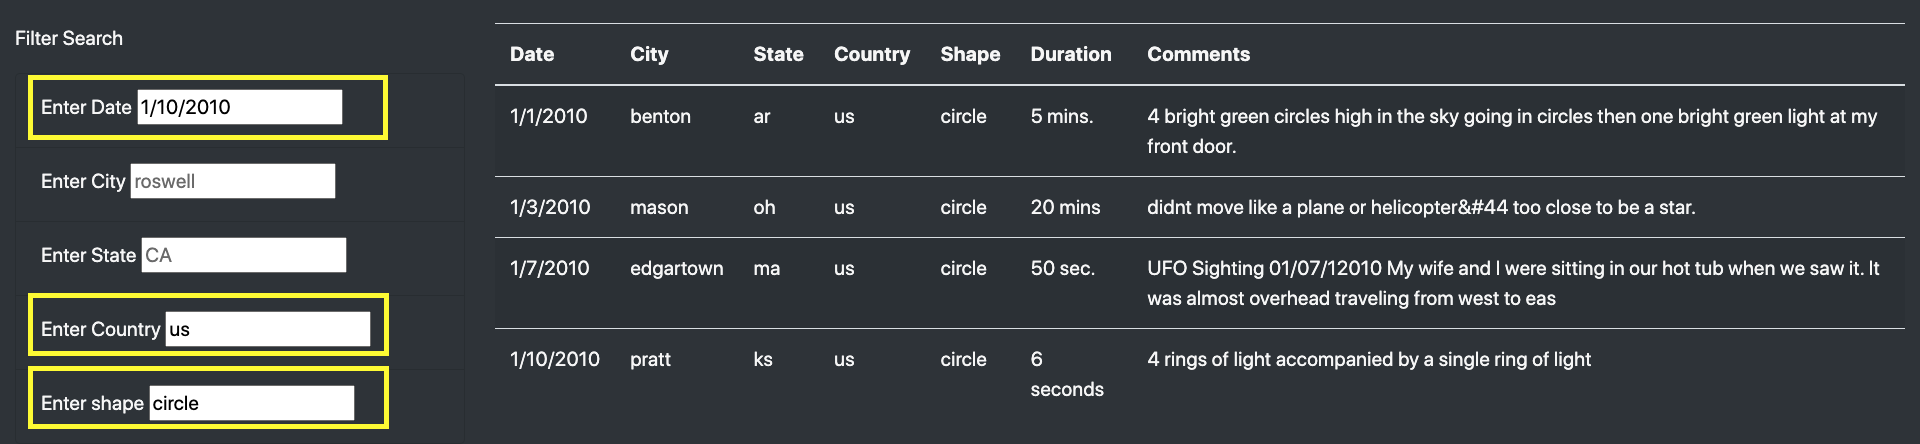 Filter Search
Enter Date 1/10/2010
Enter City roswell
Enter State CA
Enter Country us
Enter shape circle
Date City State Country Shape Duration Comments
1/1/2010 benton ar us circle 5 mins. 4 bright green circles high in the sky going in circles then one bright green light at my
front door.
1/3/2010 mason oh us circle 20 mins didnt move like a plane or helicopter&#44 too close to be a star.
1/7/2010 edgartown ma us circle 50 sec. UFO Sighting 01/07/12010 My wife and I were sitting in our hot tub when we saw it. It
was almost overhead traveling from west to eas
1/10/2010 pratt ks us circle 6 4 rings of light accompanied by a single ring of light
seconds